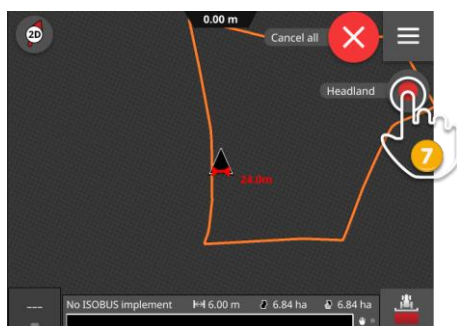 0.00 m
2D
Cancel all
Headland
7
24.0m
---
No ISOBUS implement 6.00 m 6.84 ha 6.84 ha